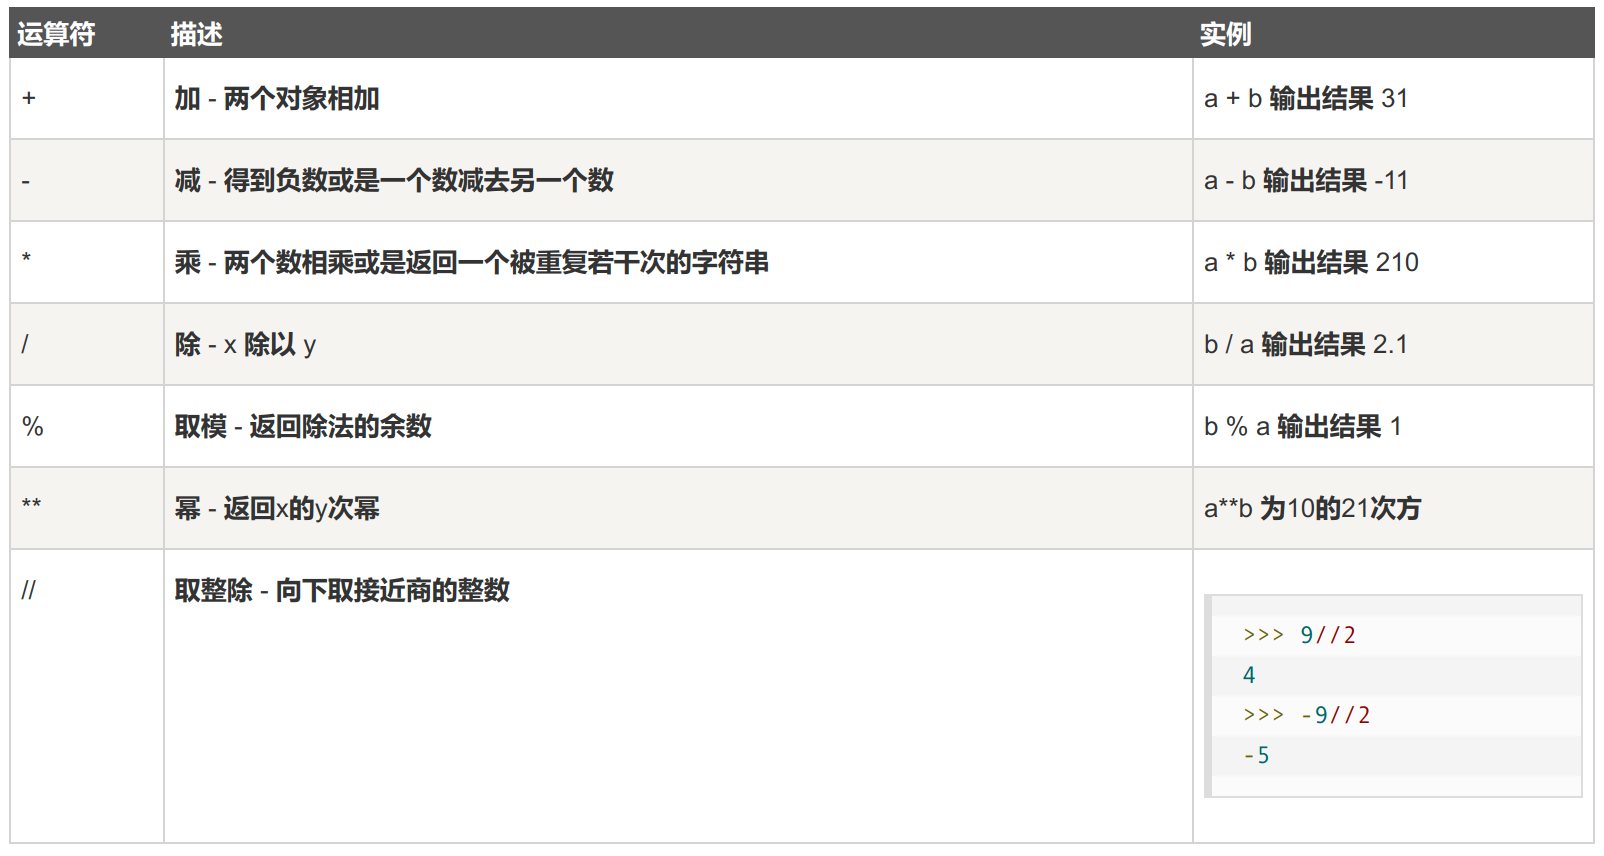 运算符 描述 实例
+ 加 - 两个对象相加 a + b 输出结果 31
- 减 - 得到负数或是一个数减去另一个数 a - b 输出结果 -11
* 乘 - 两个数相乘或是返回一个被重复若干次的字符串 a * b 输出结果 210
/ 除 - x 除以 y b / a 输出结果 2.1
% 取模 - 返回除法的余数 b % a 输出结果 1
** 幂 - 返回x的y次幂 a**b 为10的21次方
// 取整除 - 向下取接近商的整数
>>> 9//2
4
>>> -9//2
-5